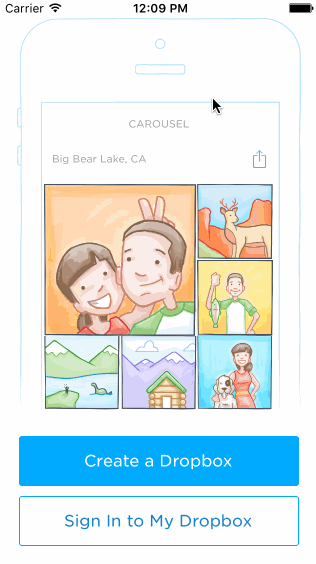 Carrier 12:09 PM
CAROUSEL
Big Bear Lake, CA
Create a Dropbox
Sign In to My Dropbox